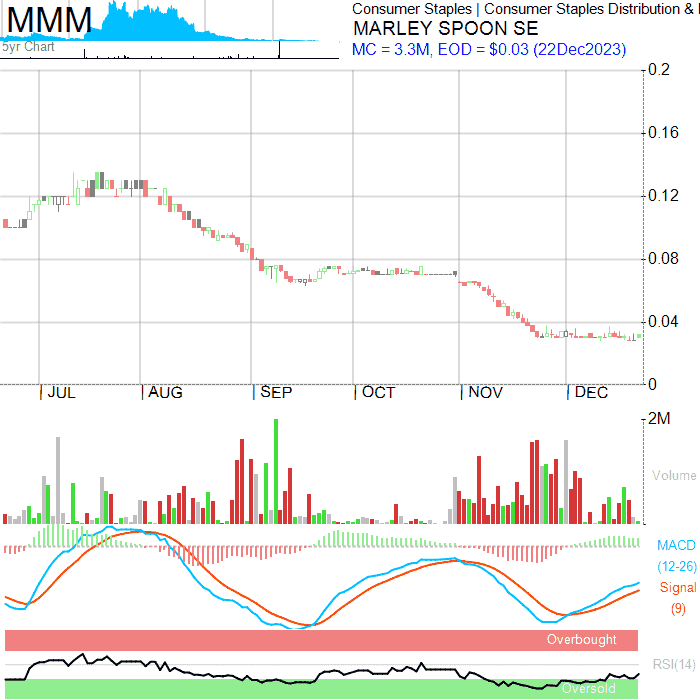 MMM
5yr Chart
Consumer Staples | Consumer Staples Distribution &
MARLEY SPOON SE
MC = 3.3M, EOD = $0.03 (22Dec2023)
0.2
0.16
0.12
0.08
0.04
0
JUL AUG SEP OCT NOV DEC
2M
Volume
MACD
(12-26)
Signal
(9)
Overbought
RSI(14)
Oversold